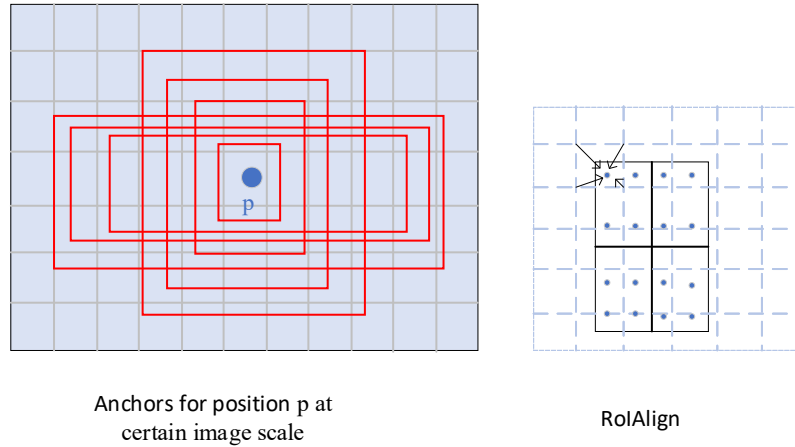 p
Anchors for position p at
certain image scale
RoIAlign